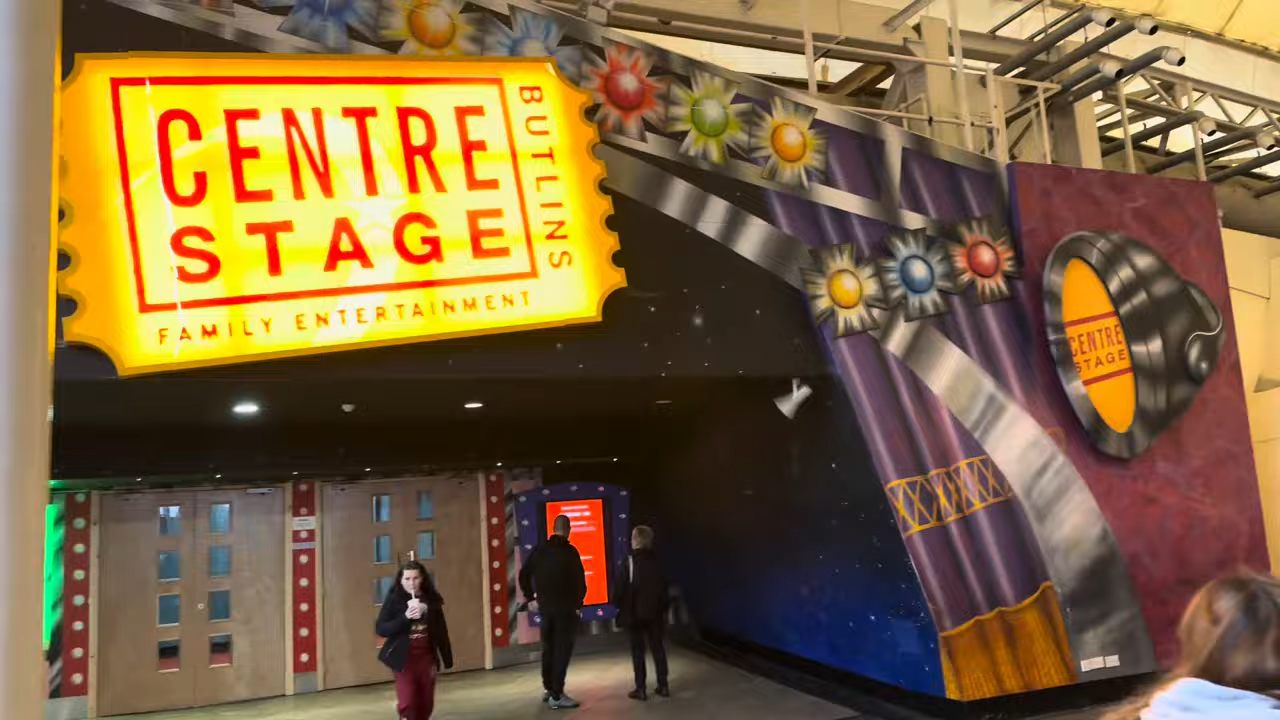 CENTRE
STAGE
BUTLINS
FAMILY ENTERTAINMENT
CENTRE
STAGE